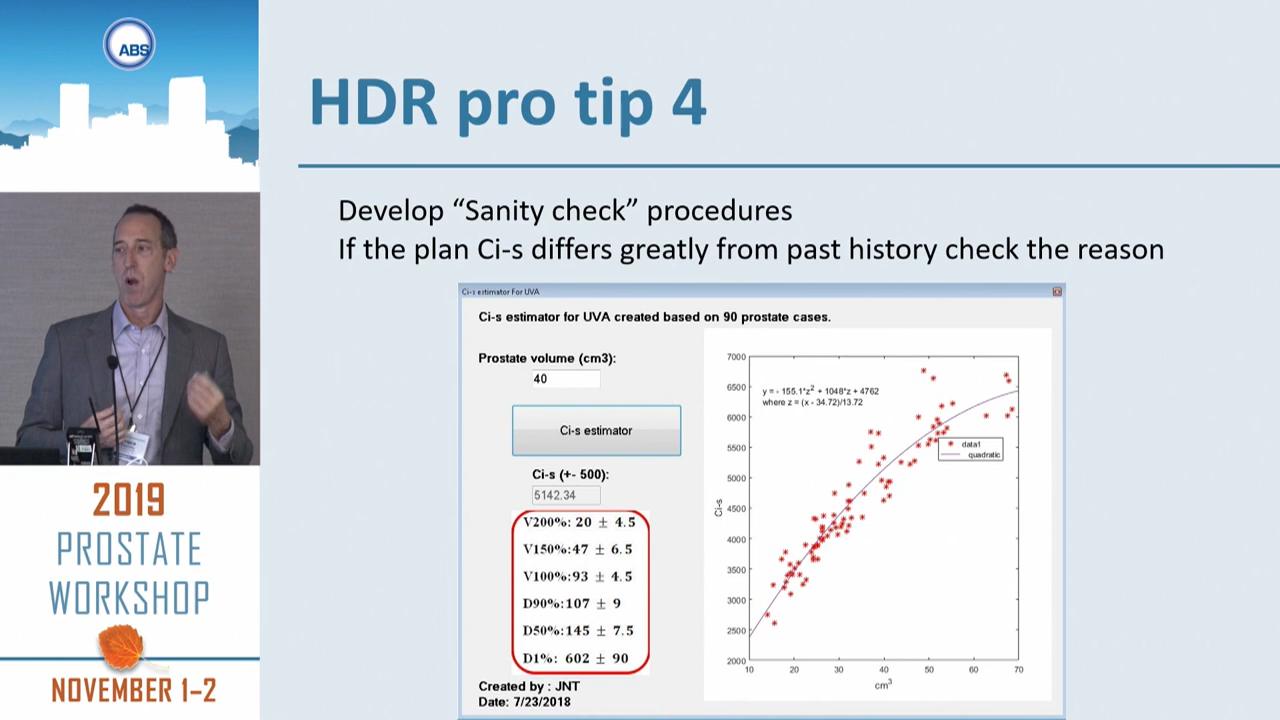 ABS
HDR pro tip 4
Develop “Sanity check” procedures
If the plan Ci-s differs greatly from past history check the reason
Ci-s estimator For UVA
Ci-s estimator for UVA created based on 90 prostate cases.
Prostate volume (cm3):
40
Ci-s estimator
Ci-s (+- 500):
5142.34
V200%: 20 ± 4.5
V150%:47 ± 6.5
V100%:93 ± 4.5
D90%:107 ± 9
D50%:145 ± 7.5
D1%: 602 ± 90
Created by : JNT
Date: 7/23/2018
y = - 155.1*z² + 1048*z + 4762
where z = (x - 34.72)/13.72
data1
quadratic
Ci-s
7000
6500
6000
5500
5000
4500
4000
3500
3000
2500
2000
10 20 30 40 50 60 70
cm³
2019
PROSTATE
WORKSHOP
NOVEMBER 1-2